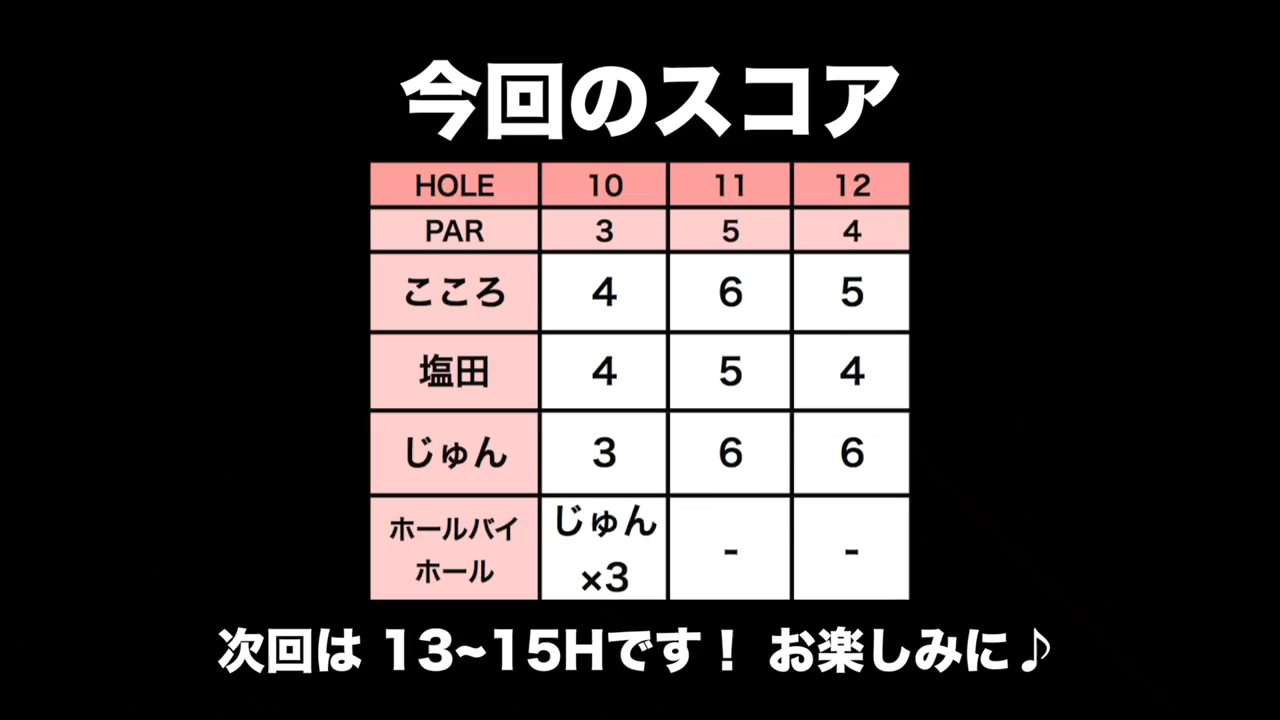 今回のスコア
HOLE 10 11 12
PAR 3 5 4
こころ 4 6 5
塩田 4 5 4
じゅん 3 6 6
ホールバイホール じゅん×3 - -
次回は 13~15Hです！ お楽しみに♪